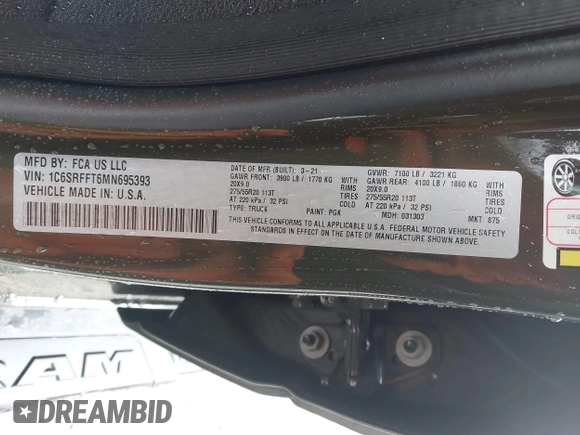 MFD BY: FCA US LLC
VIN: 1C6SRFFT6MN695393
VEHICLE MADE IN U.S.A.
DATE OF MFR (BUILT): 3-21
GAWR FRONT 3900 LB / 1770 KG
20X9.0 RIMS
275/55R20 113T TIRES
AT 220 kPa / 32 PSI COLD
TYPE: TRUCK PAINT: PGK
GVWR: 7100 LB / 3221 KG
GAWR REAR: 4100 LB / 1860 KG
20X9.0 RIMS
275/55R20 113T TIRES
AT 220 kPa / 32 PSI COLD
MDH: 031303 MKT: 875
CONFORMS TO ALL APPLICABLE U.S.A. FEDERAL MOTOR VEHICLE SAFETY
STANDARDS IN EFFECT ON THE DATE OF MANUFACTURE SHOWN ABOVE.
RAM
DREAMBID